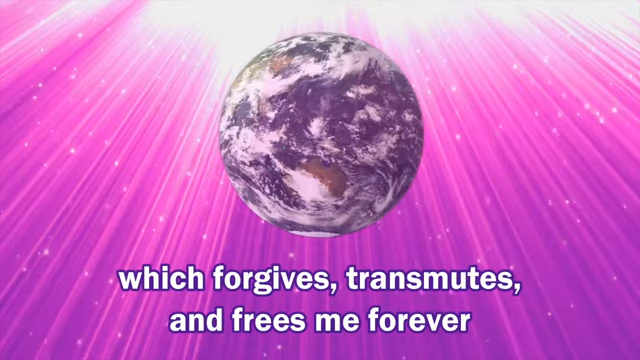 which forgives, transmutes,
and frees me forever